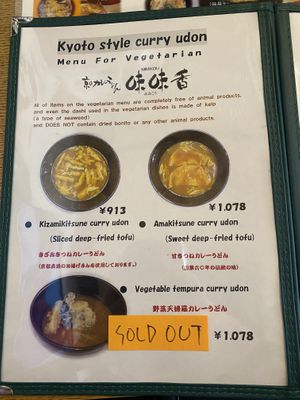 Kyoto style curry udon
Menu For Vegetarian
京のカレーうどん 味味香
All of items on the vegetarian menu are completely free of animal products,
and even the dashi used in the vegetarian dishes is made of kelp
(a type of seaweed)
and DOES NOT contain dried bonito or any other animal products.
¥913
¥1.078
● Kizamikitsune curry udon
(Sliced deep-fried tofu)
きざみきつねカレーうどん
● Amakitsune curry udon
(Sweet deep-fried tofu)
甘きつねカレーうどん
● Vegetable tempura curry udon
野菜天婦羅カレーうどん
SOLD OUT
¥1.078